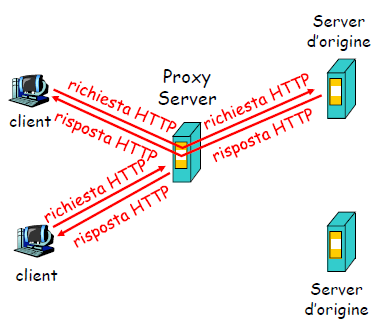 Server
d'origine
Proxy
Server
richiesta HTTP
risposta HTTP
client
richiesta HTTP
risposta HTTP
richiesta HTTP
risposta HTTP
client
Server
d'origine